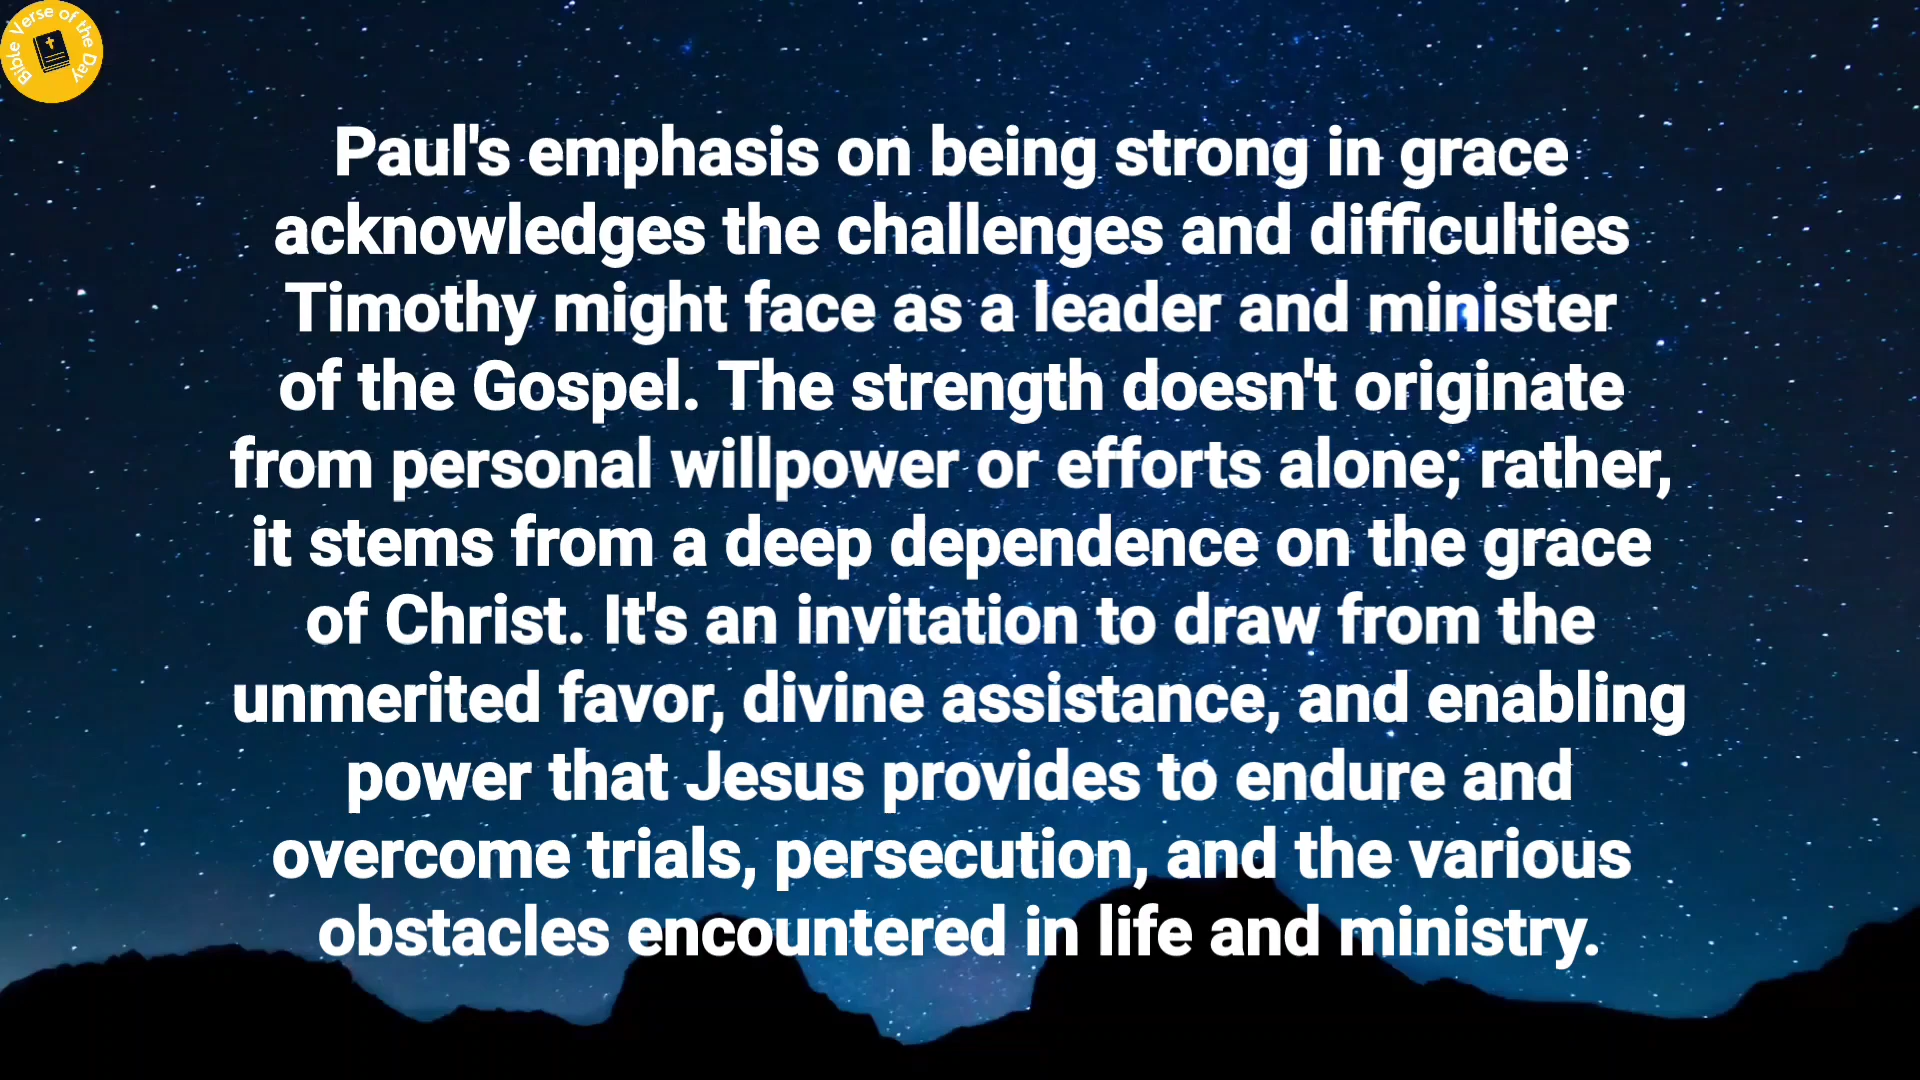 Bible Verse of the Day
Paul's emphasis on being strong in grace
acknowledges the challenges and difficulties
Timothy might face as a leader and minister
of the Gospel. The strength doesn't originate
from personal willpower or efforts alone; rather,
it stems from a deep dependence on the grace
of Christ. It's an invitation to draw from the
unmerited favor, divine assistance, and enabling
power that Jesus provides to endure and
overcome trials, persecution, and the various
obstacles encountered in life and ministry.